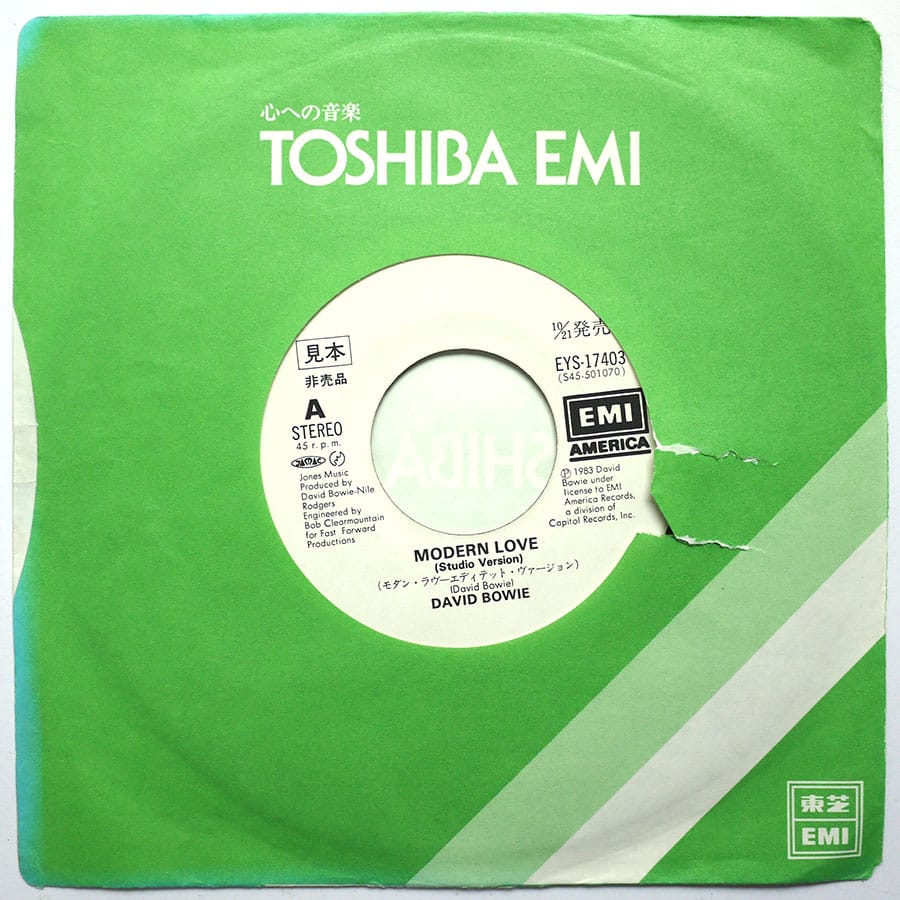 心への音楽
TOSHIBA EMI
見本
非売品
A
STEREO
45 r.p.m.
JASRAC
Jones Music
Produced by
David Bowie-Nile
Rodgers
Engineered by
Bob Clearmountain
for Fast Forward
Productions
10/21発売
EYS-17403
(S45-501070)
EMI
AMERICA
Ⓟ 1983 David
Bowie under
license to EMI
America Records,
a division of
Capitol Records, Inc.
MODERN LOVE
(Studio Version)
(モダン・ラヴーエディテット・ヴァージョン)
(David Bowie)
DAVID BOWIE
東芝
EMI